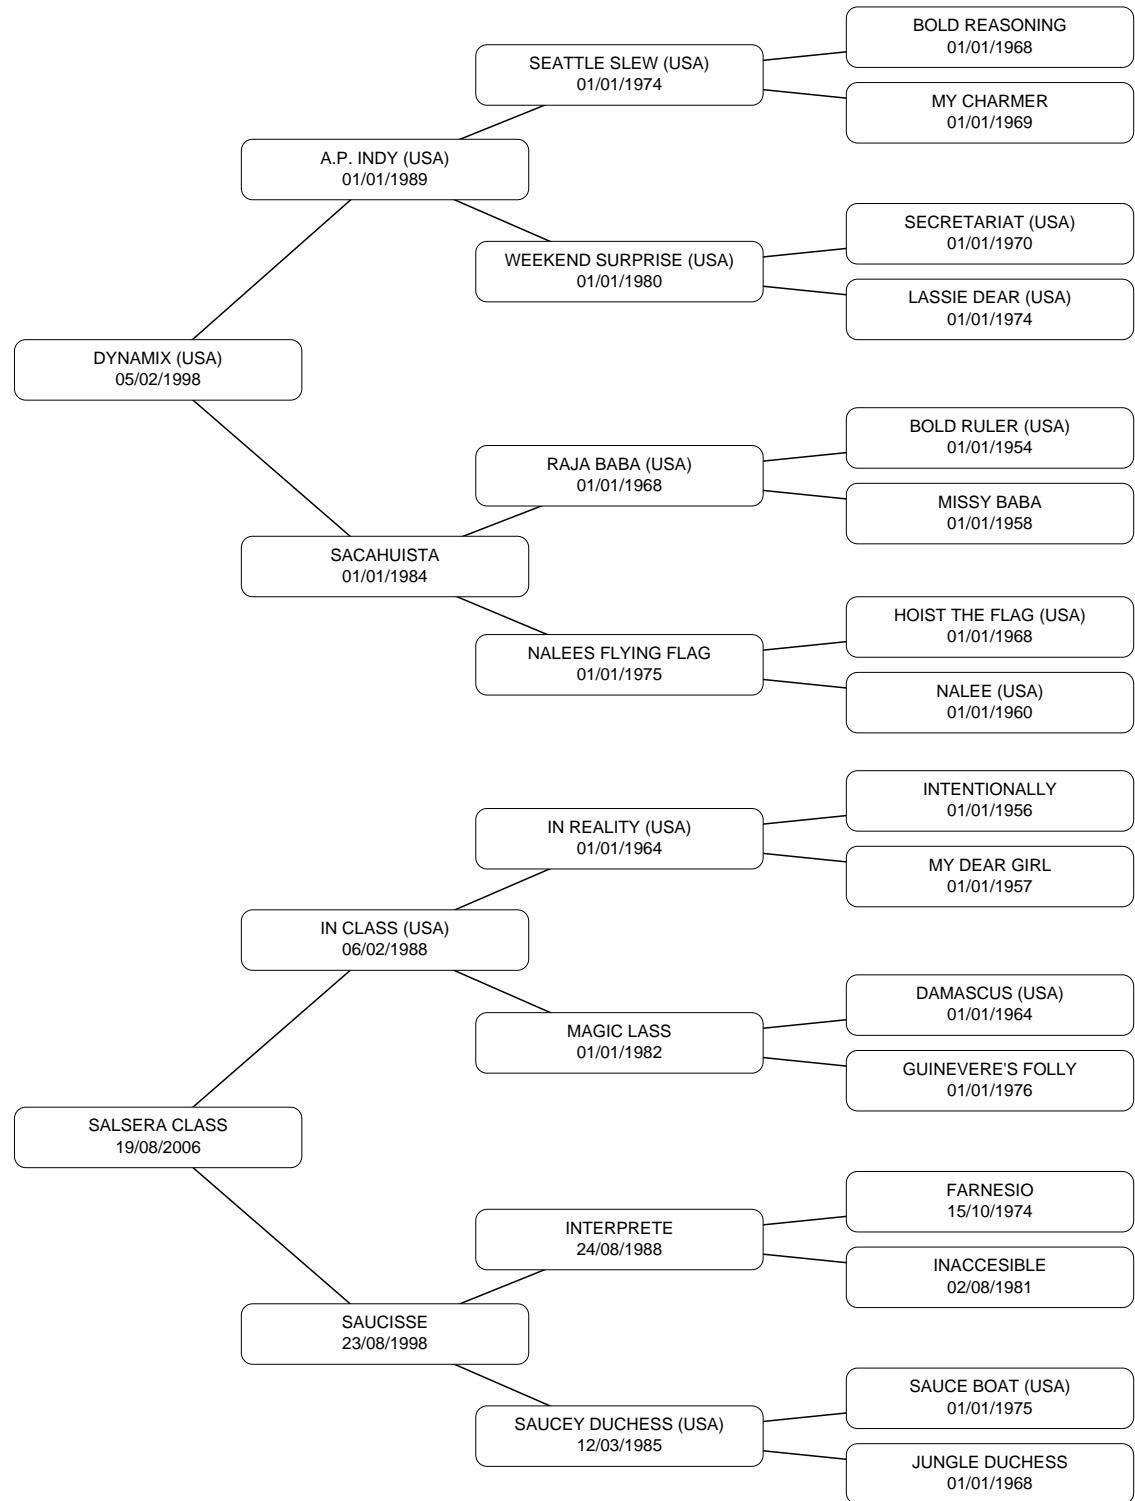 BOLD REASONING
01/01/1968
SEATTLE SLEW (USA)
01/01/1974
MY CHARMER
01/01/1969
A.P. INDY (USA)
01/01/1989
SECRETARIAT (USA)
01/01/1970
WEEKEND SURPRISE (USA)
01/01/1980
LASSIE DEAR (USA)
01/01/1974
DYNAMIX (USA)
05/02/1998
BOLD RULER (USA)
01/01/1954
RAJA BABA (USA)
01/01/1968
MISSY BABA
01/01/1958
SACAHUISTA
01/01/1984
HOIST THE FLAG (USA)
01/01/1968
NALEES FLYING FLAG
01/01/1975
NALEE (USA)
01/01/1960
INTENTIONALLY
01/01/1956
IN REALITY (USA)
01/01/1964
MY DEAR GIRL
01/01/1957
IN CLASS (USA)
06/02/1988
DAMASCUS (USA)
01/01/1964
MAGIC LASS
01/01/1982
GUINEVERE'S FOLLY
01/01/1976
SALSERA CLASS
19/08/2006
FARNESIO
15/10/1974
INTERPRETE
24/08/1988
INACCESIBLE
02/08/1981
SAUCISSE
23/08/1998
SAUCE BOAT (USA)
01/01/1975
SAUCEY DUCHESS (USA)
12/03/1985
JUNGLE DUCHESS
01/01/1968